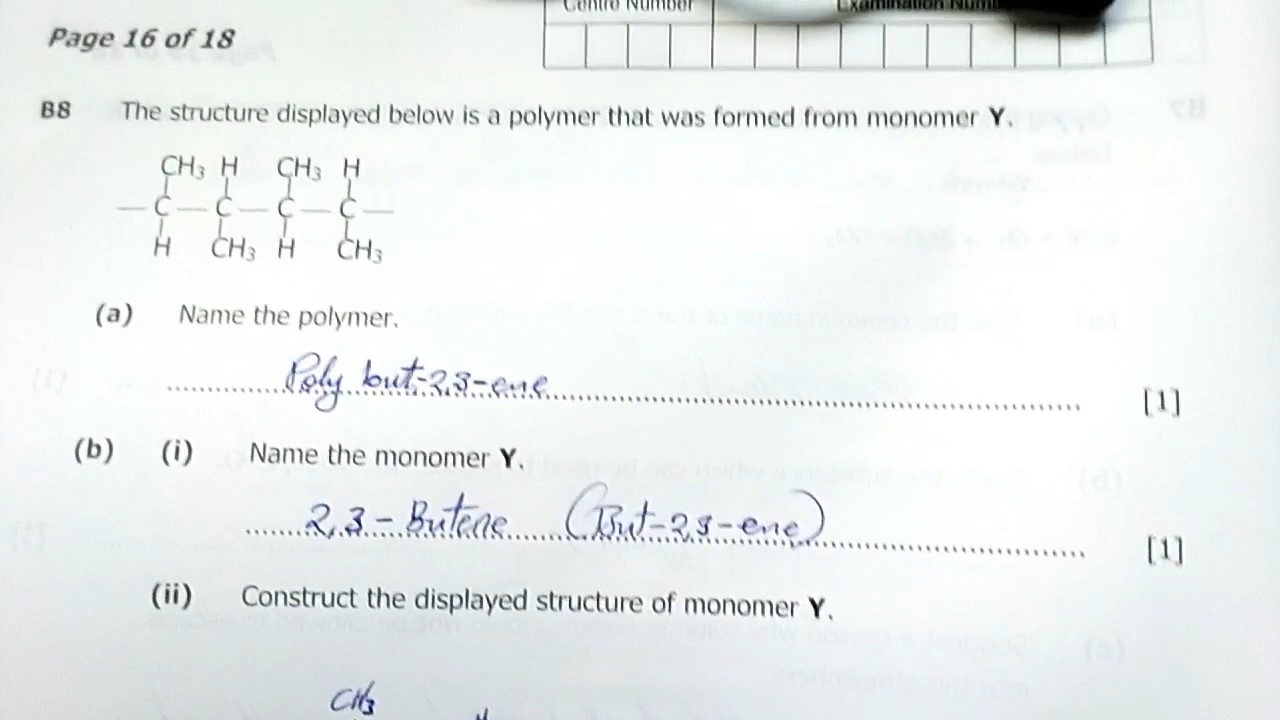 Centre Number Examination Num
Page 16 of 18
B8 The structure displayed below is a polymer that was formed from monomer Y.
CH₃ H CH₃ H
— C — C — C — C —
H CH₃ H CH₃
(a) Name the polymer.
Poly but-2,3-ene [1]
(b) (i) Name the monomer Y.
2,3 - Butene (But-2,3-ene) [1]
(ii) Construct the displayed structure of monomer Y.
CH₃
H